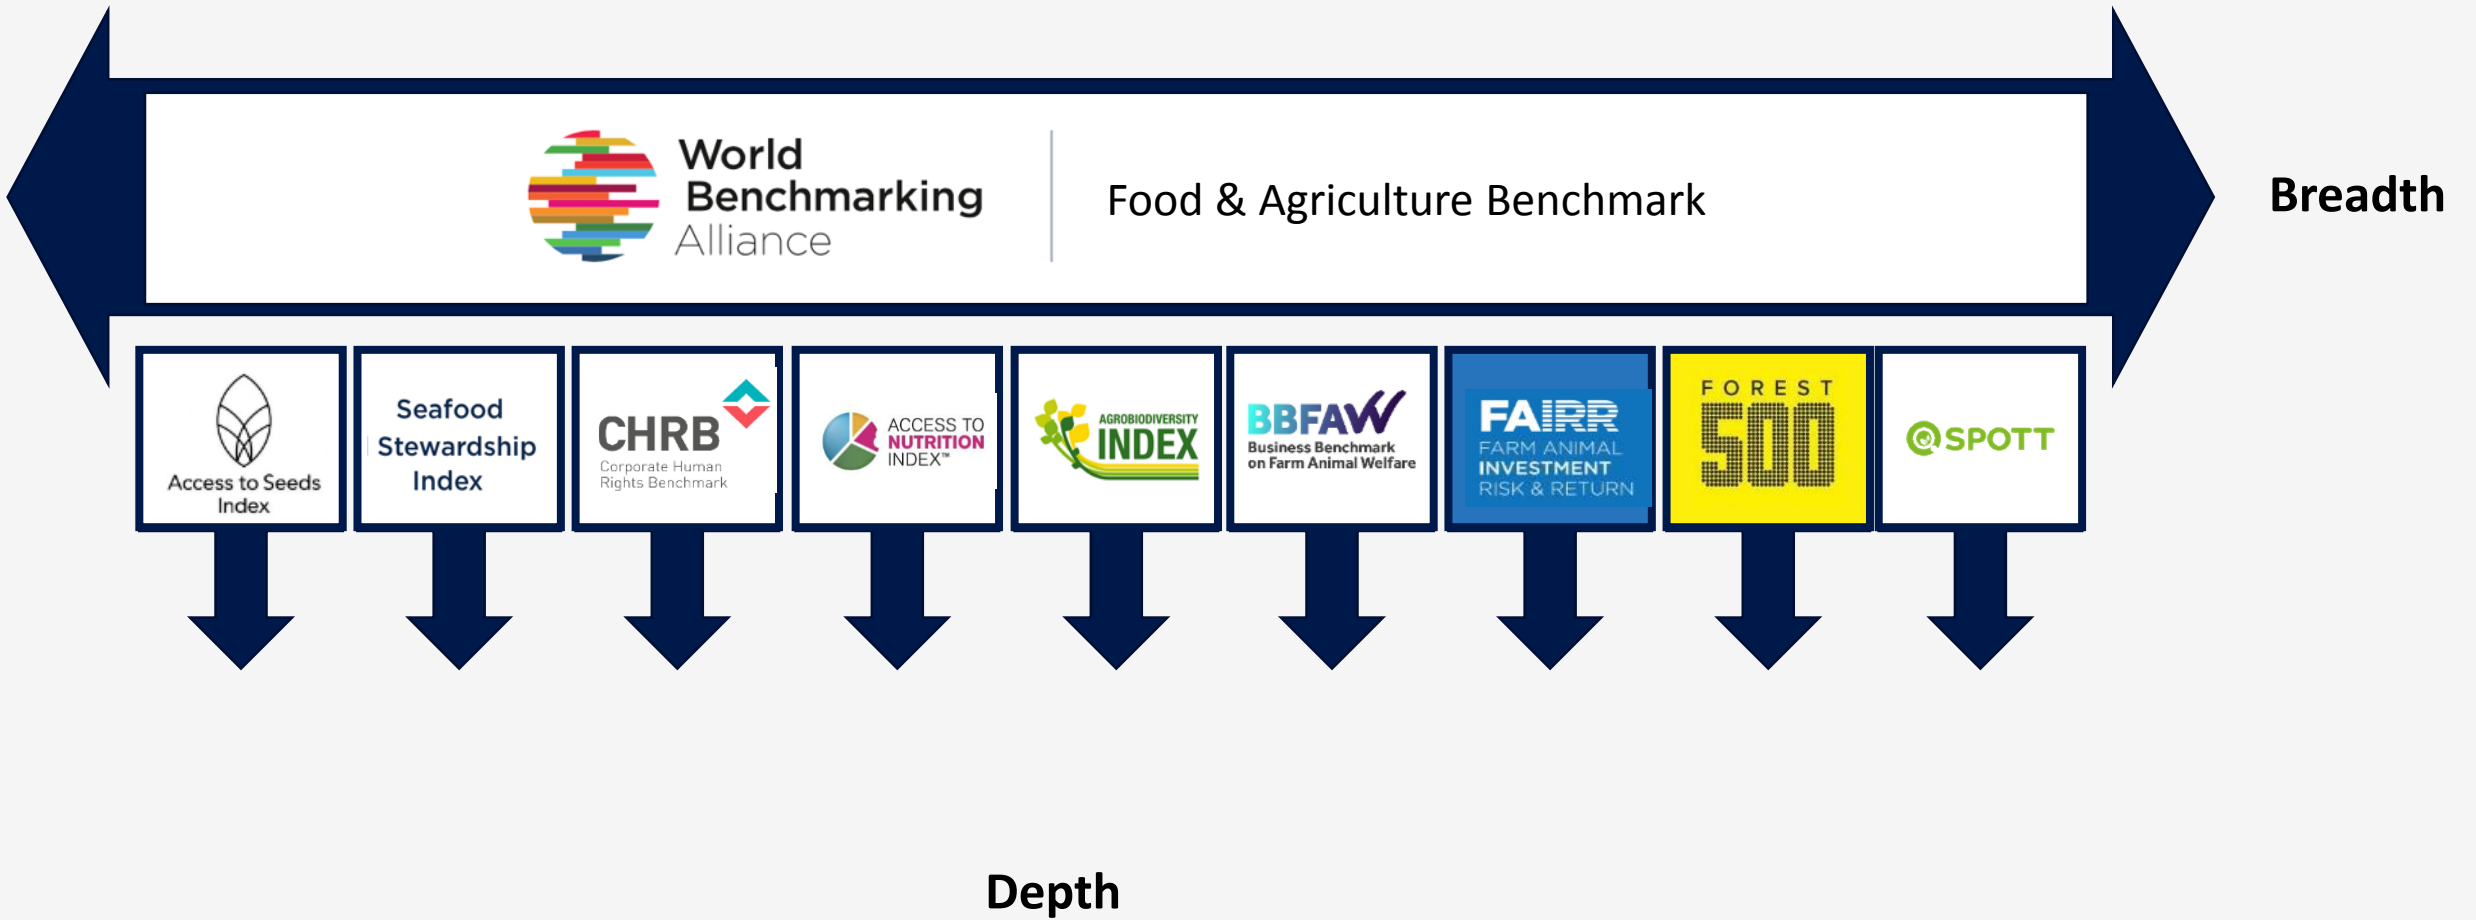 World
Benchmarking
Alliance
Food & Agriculture Benchmark
Breadth
Access to Seeds
Index
Seafood
Stewardship
Index
CHRB
Corporate Human
Rights Benchmark
ACCESS TO
NUTRITION
INDEX™
AGROBIODIVERSITY
INDEX
BBFAW
Business Benchmark
on Farm Animal Welfare
FAIRR
FARM ANIMAL
INVESTMENT
RISK & RETURN
FOREST
500
SPOTT
Depth